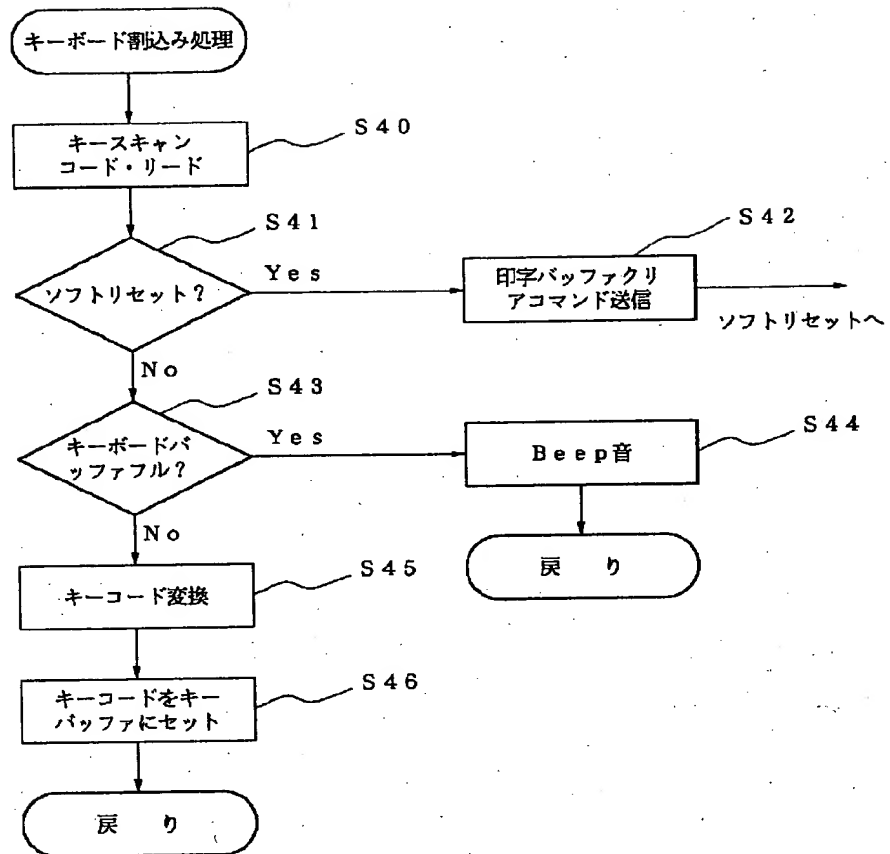 キーボード割込み処理
S40
キースキャン
コード・リード
S41
S42
ソフトリセット?
Yes
印字バッファクリ
アコマンド送信
ソフトリセットへ
No
S43
キーボードバ
ッファフル?
Yes
S44
Beep音
No
戻 り
S45
キーコード変換
S46
キーコードをキー
バッファにセット
戻 り